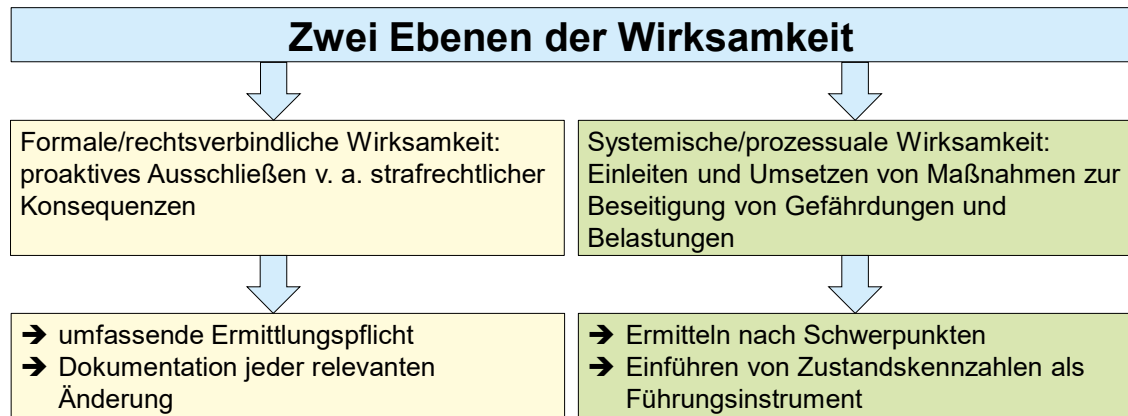 Zwei Ebenen der Wirksamkeit
Formale/rechtsverbindliche Wirksamkeit:
proaktives Ausschließen v. a. strafrechtlicher
Konsequenzen
Systemische/prozessuale Wirksamkeit:
Einleiten und Umsetzen von Maßnahmen zur
Beseitigung von Gefährdungen und
Belastungen
➔ umfassende Ermittlungspflicht
➔ Dokumentation jeder relevanten
Änderung
➔ Ermitteln nach Schwerpunkten
➔ Einführen von Zustandskennzahlen als
Führungsinstrument